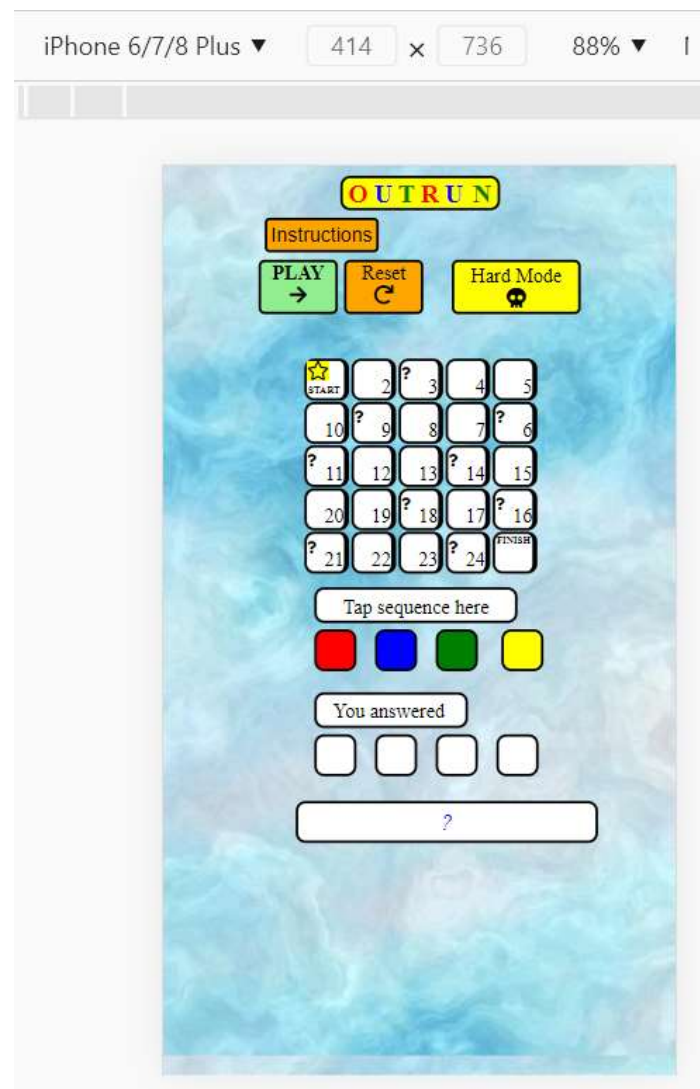 iPhone 6/7/8 Plus ▼ 414 × 736 88% ▼
O U T R U N
Instructions
PLAY Reset Hard Mode
START 2 ? 3 4 5
10 ? 9 8 7 ? 6
? 11 12 13 ? 14 15
20 19 ? 18 17 ? 16
? 21 22 23 ? 24 FINISH
Tap sequence here
You answered
?